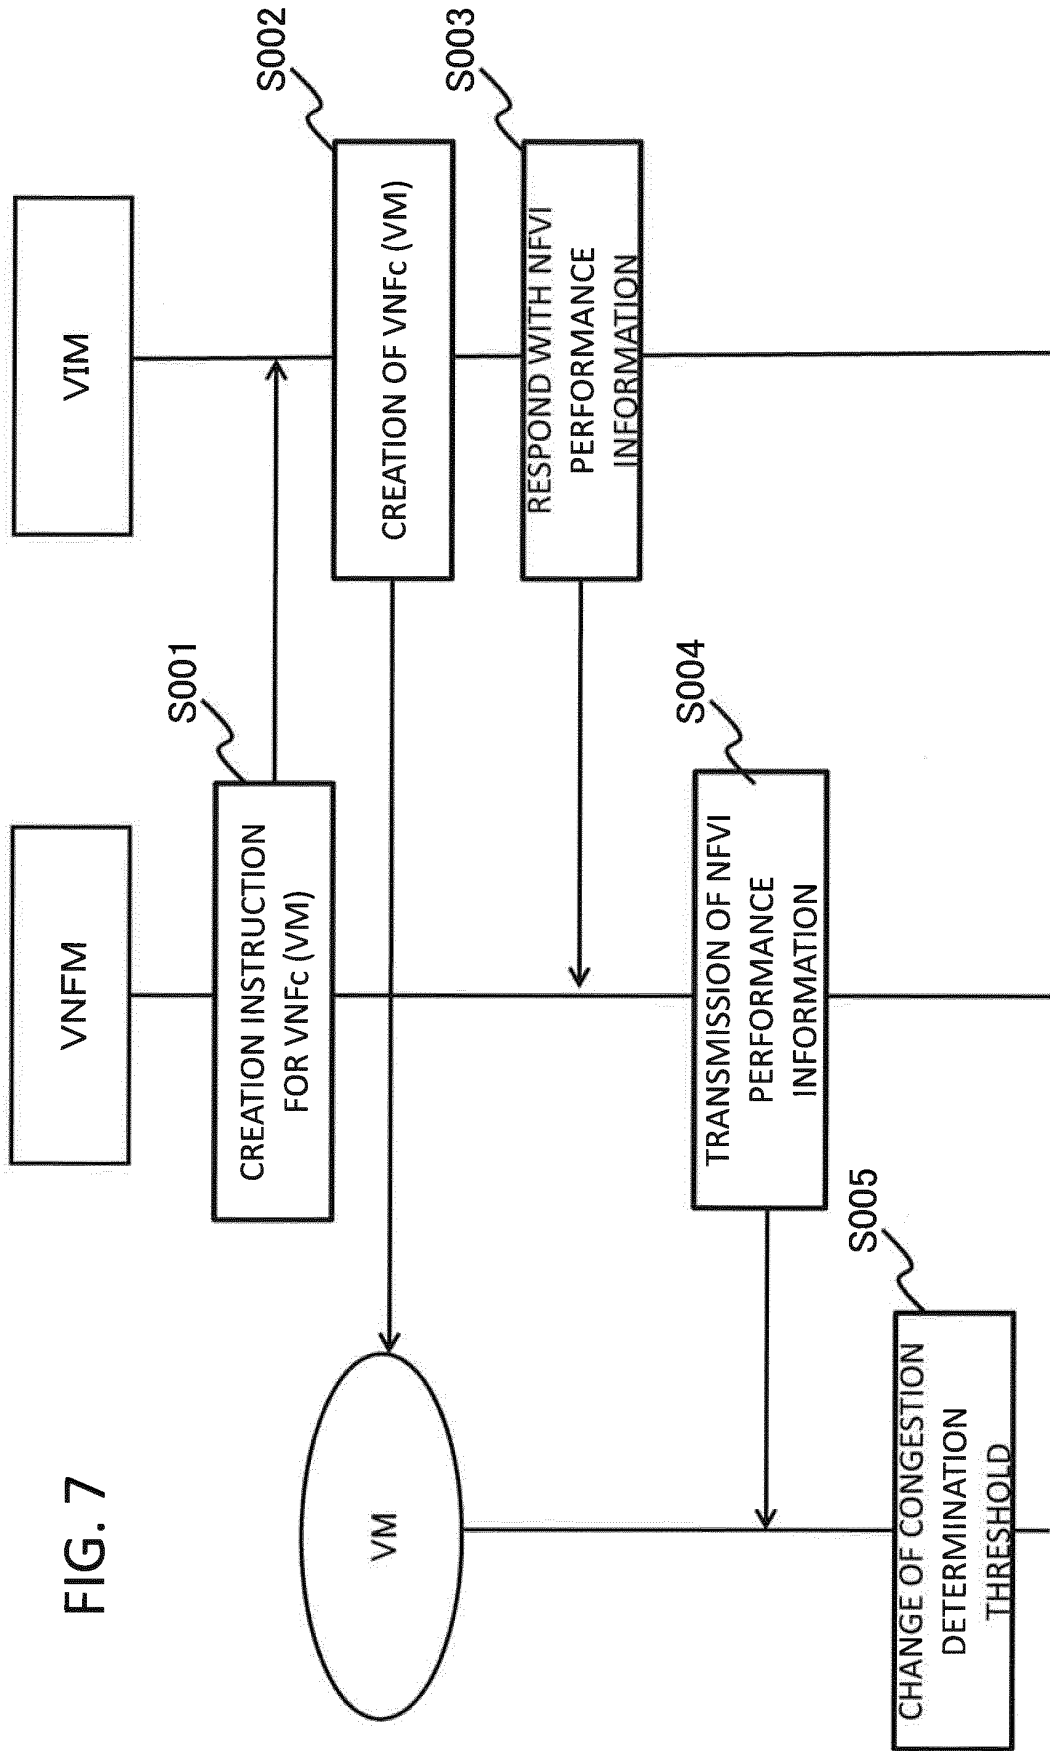 FIG. 7
VM
VNFM
VIM
S001
CREATION INSTRUCTION
FOR VNFc (VM)
S002
CREATION OF VNFc (VM)
S003
RESPOND WITH NFVI
PERFORMANCE
INFORMATION
S004
TRANSMISSION OF NFVI
PERFORMANCE
INFORMATION
S005
CHANGE OF CONGESTION
DETERMINATION
THRESHOLD